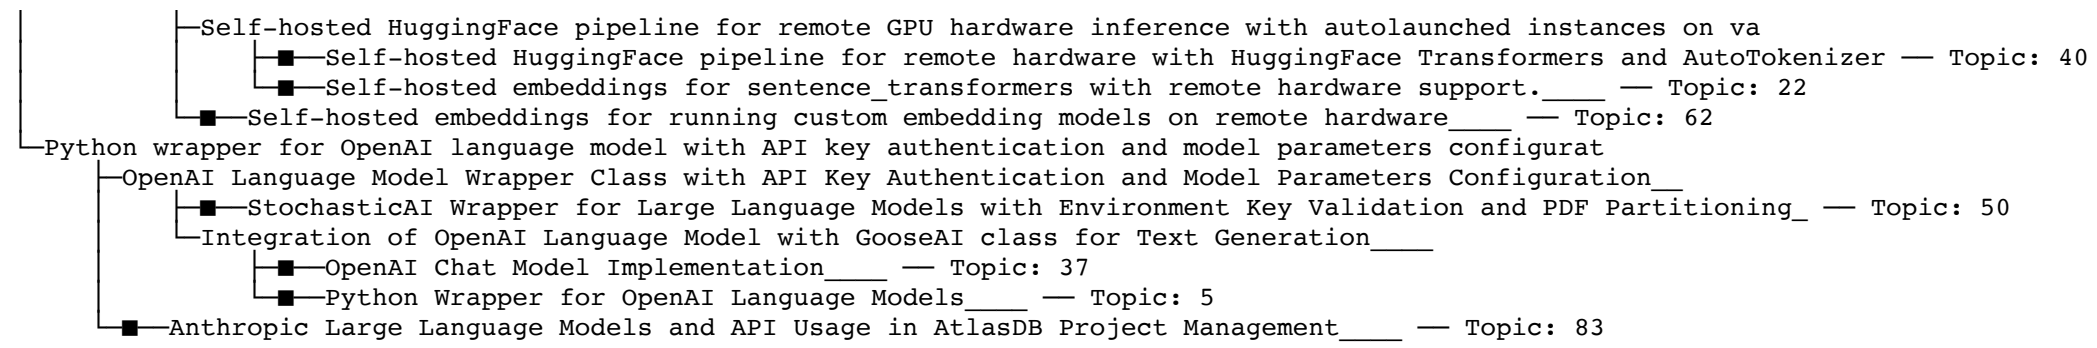 Self-hosted HuggingFace pipeline for remote GPU hardware inference with autolaunched instances on va
Self-hosted HuggingFace pipeline for remote hardware with HuggingFace Transformers and AutoTokenizer ── Topic: 40
Self-hosted embeddings for sentence_transformers with remote hardware support.____ ── Topic: 22
Self-hosted embeddings for running custom embedding models on remote hardware____ ── Topic: 62
Python wrapper for OpenAI language model with API key authentication and model parameters configurat
OpenAI Language Model Wrapper Class with API Key Authentication and Model Parameters Configuration__
StochasticAI Wrapper for Large Language Models with Environment Key Validation and PDF Partitioning_ ── Topic: 50
Integration of OpenAI Language Model with GooseAI class for Text Generation____
OpenAI Chat Model Implementation____ ── Topic: 37
Python Wrapper for OpenAI Language Models____ ── Topic: 5
Anthropic Large Language Models and API Usage in AtlasDB Project Management____ ── Topic: 83